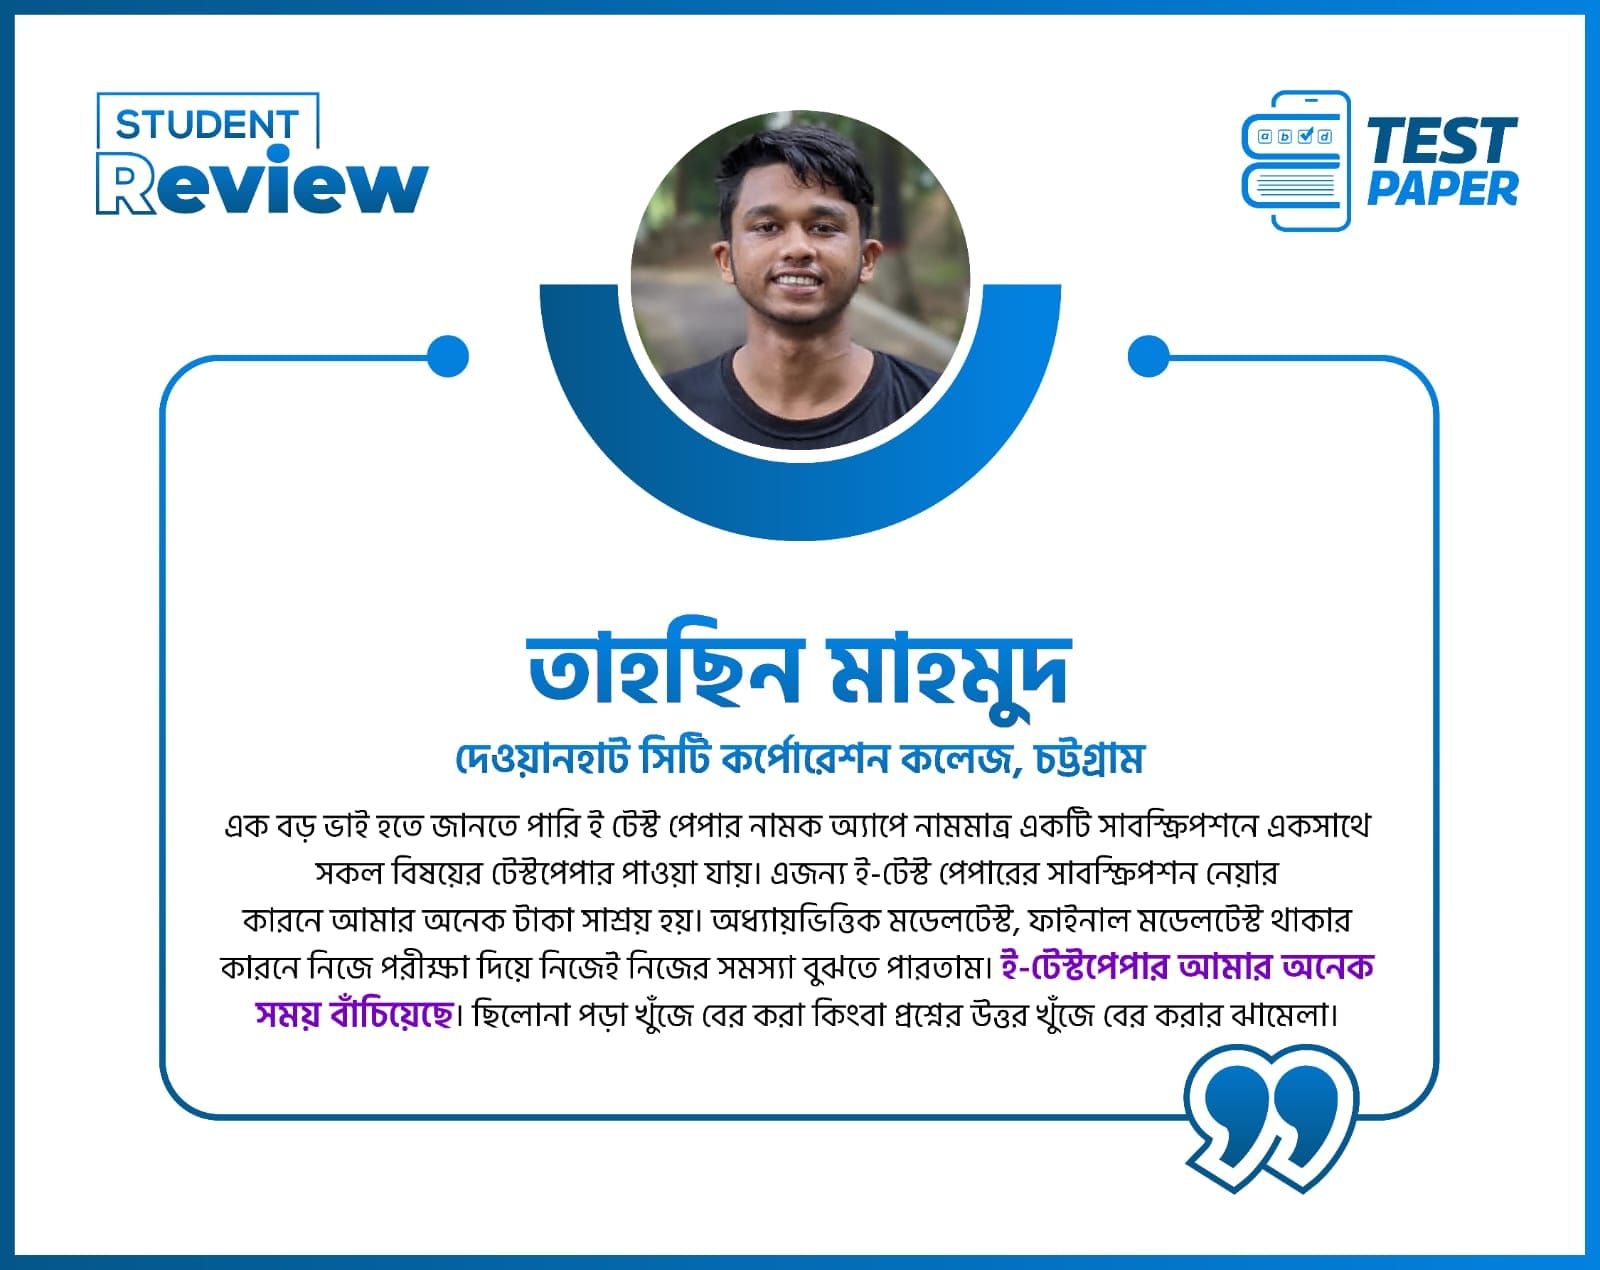 STUDENT
Review
a b d
TEST
PAPER
তাহছিন মাহমুদ
দেওয়ানহাট সিটি কর্পোরেশন কলেজ, চট্টগ্রাম
এক বড় ভাই হতে জানতে পারি ই টেস্ট পেপার নামক অ্যাপে নামমাত্র একটি সাবস্ক্রিপশনে একসাথে
সকল বিষয়ের টেস্টপেপার পাওয়া যায়। এজন্য ই-টেস্ট পেপারের সাবস্ক্রিপশন নেয়ার
কারনে আমার অনেক টাকা সাশ্রয় হয়। অধ্যায়ভিত্তিক মডেলটেস্ট, ফাইনাল মডেলটেস্ট থাকার
কারনে নিজে পরীক্ষা দিয়ে নিজেই নিজের সমস্যা বুঝতে পারতাম। ই-টেস্টপেপার আমার অনেক
সময় বাঁচিয়েছে। ছিলোনা পড়া খুঁজে বের করা কিংবা প্রশ্নের উত্তর খুঁজে বের করার ঝামেলা।